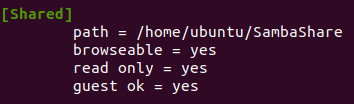 [Shared]
path = /home/ubuntu/SambaShare
browseable = yes
read only = yes
guest ok = yes